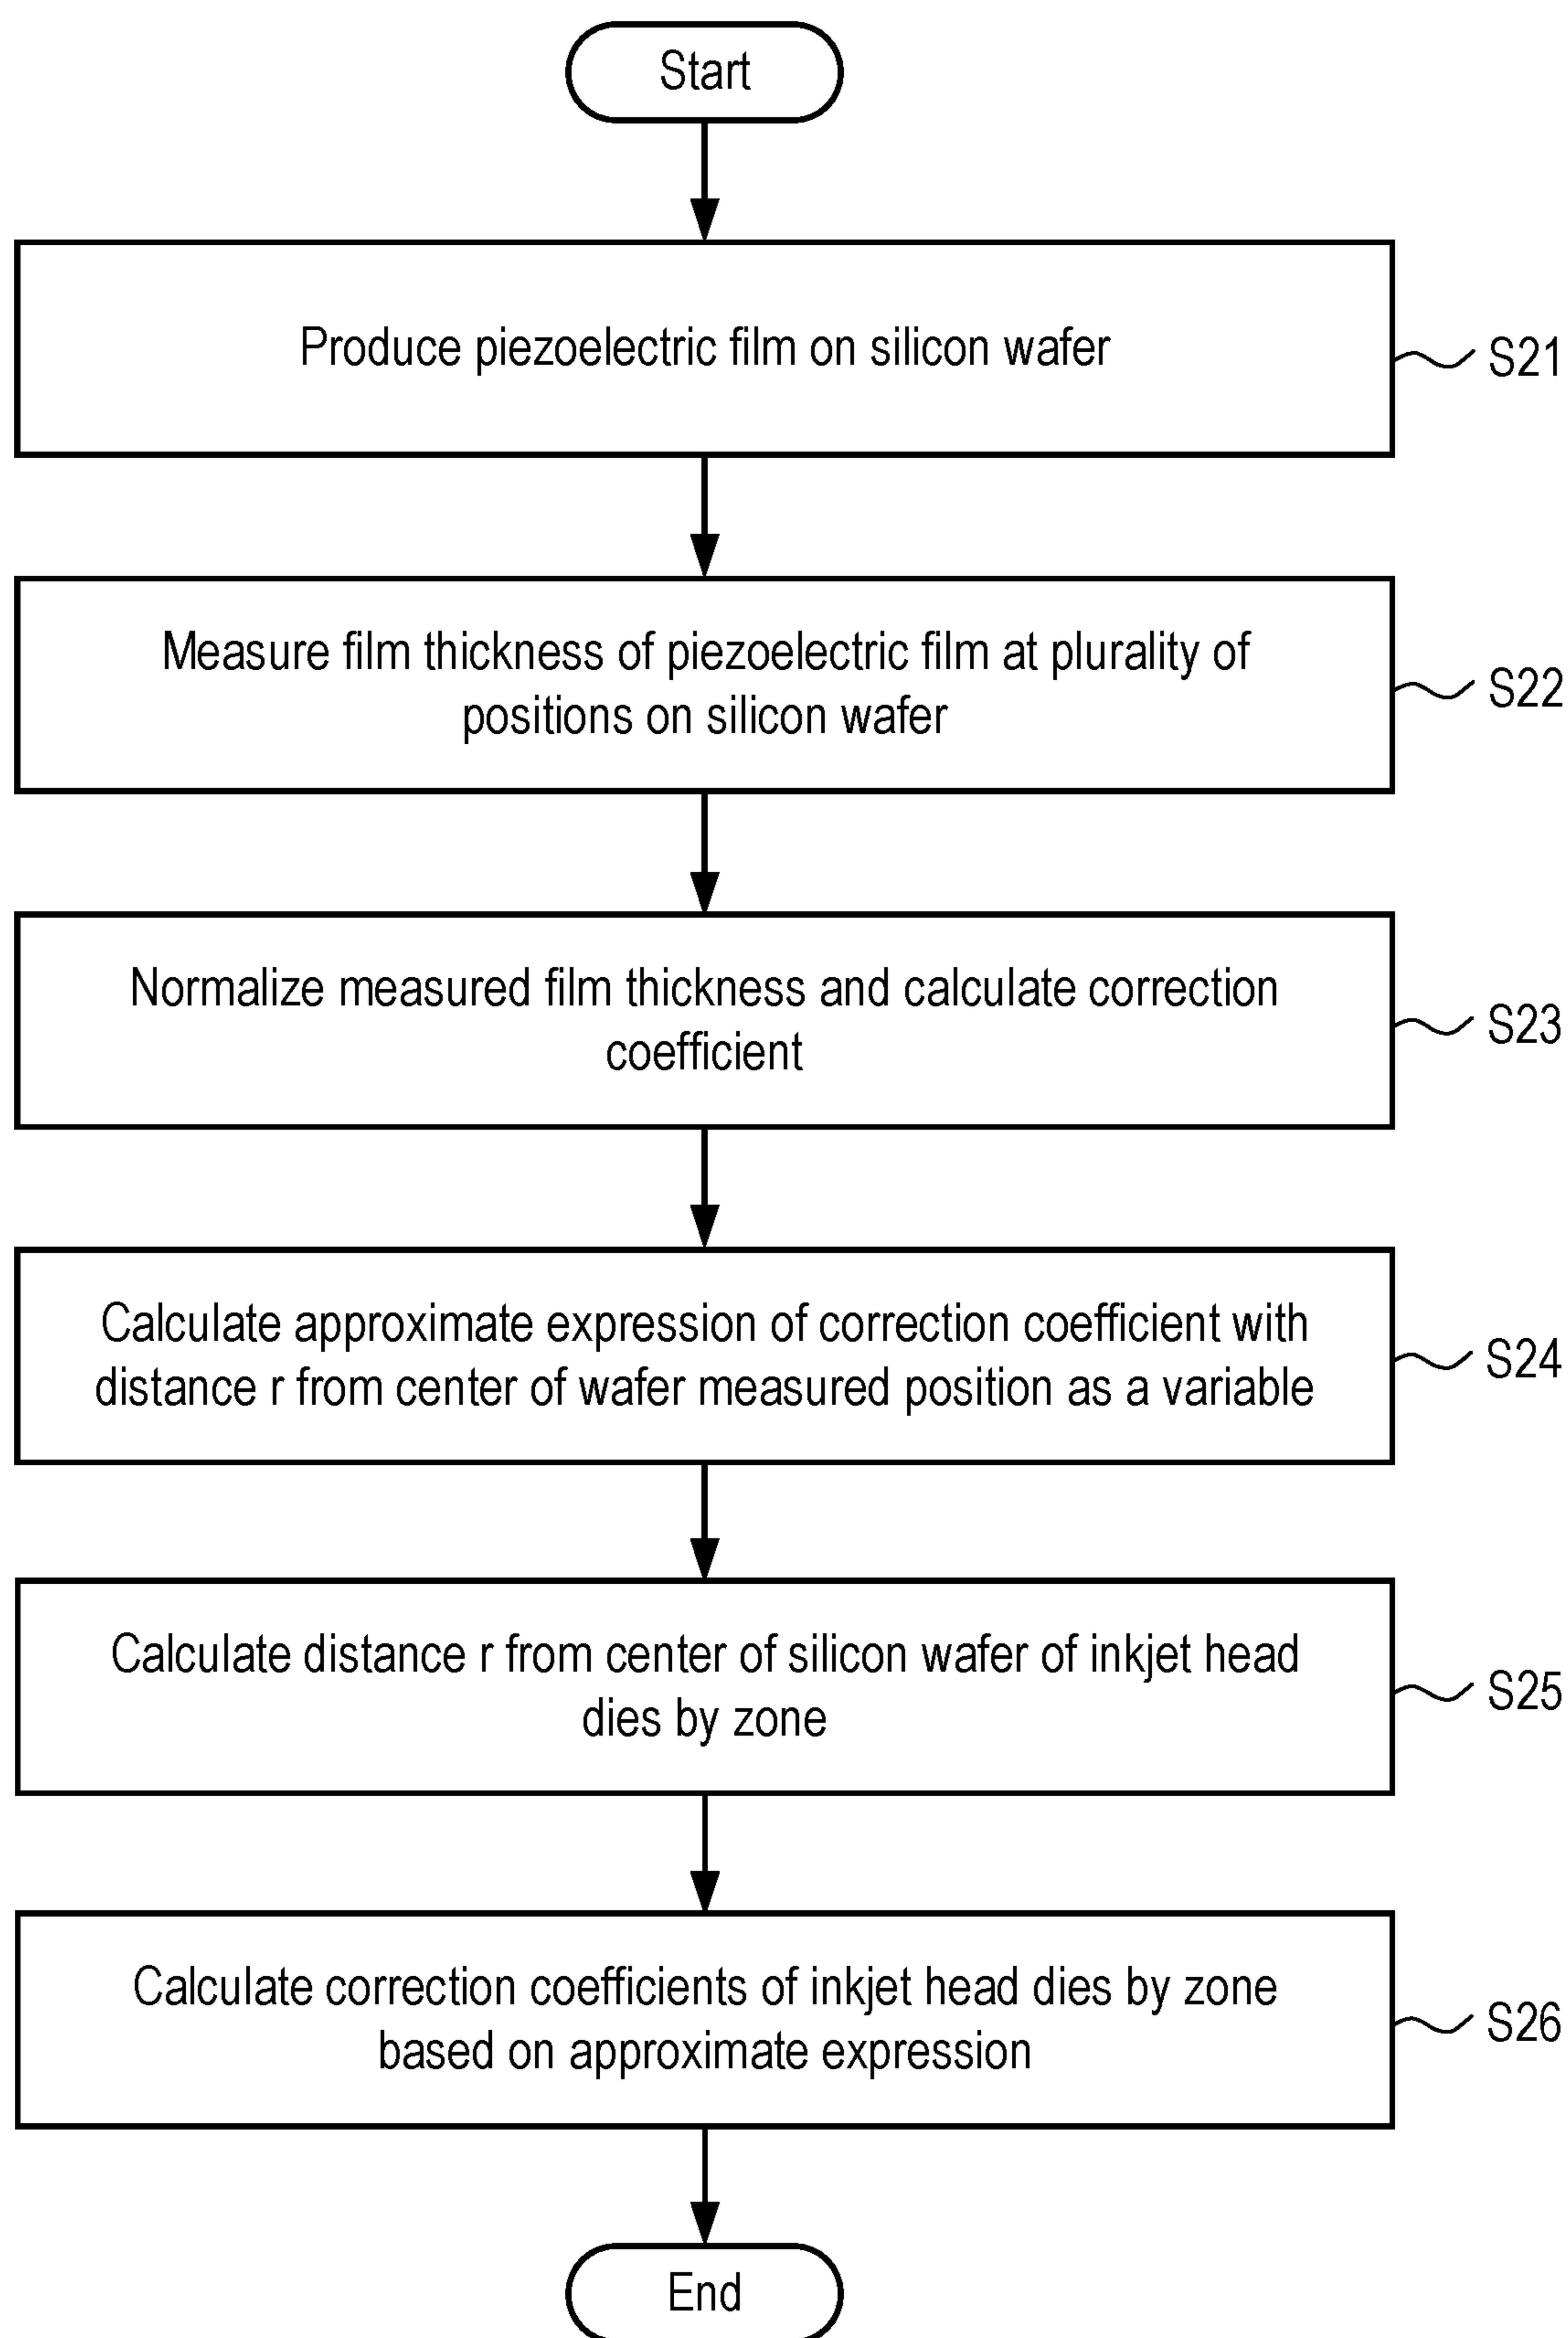 Start
Produce piezoelectric film on silicon wafer
S21
Measure film thickness of piezoelectric film at plurality of
positions on silicon wafer
S22
Normalize measured film thickness and calculate correction
coefficient
S23
Calculate approximate expression of correction coefficient with
distance r from center of wafer measured position as a variable
S24
Calculate distance r from center of silicon wafer of inkjet head
dies by zone
S25
Calculate correction coefficients of inkjet head dies by zone
based on approximate expression
S26
End